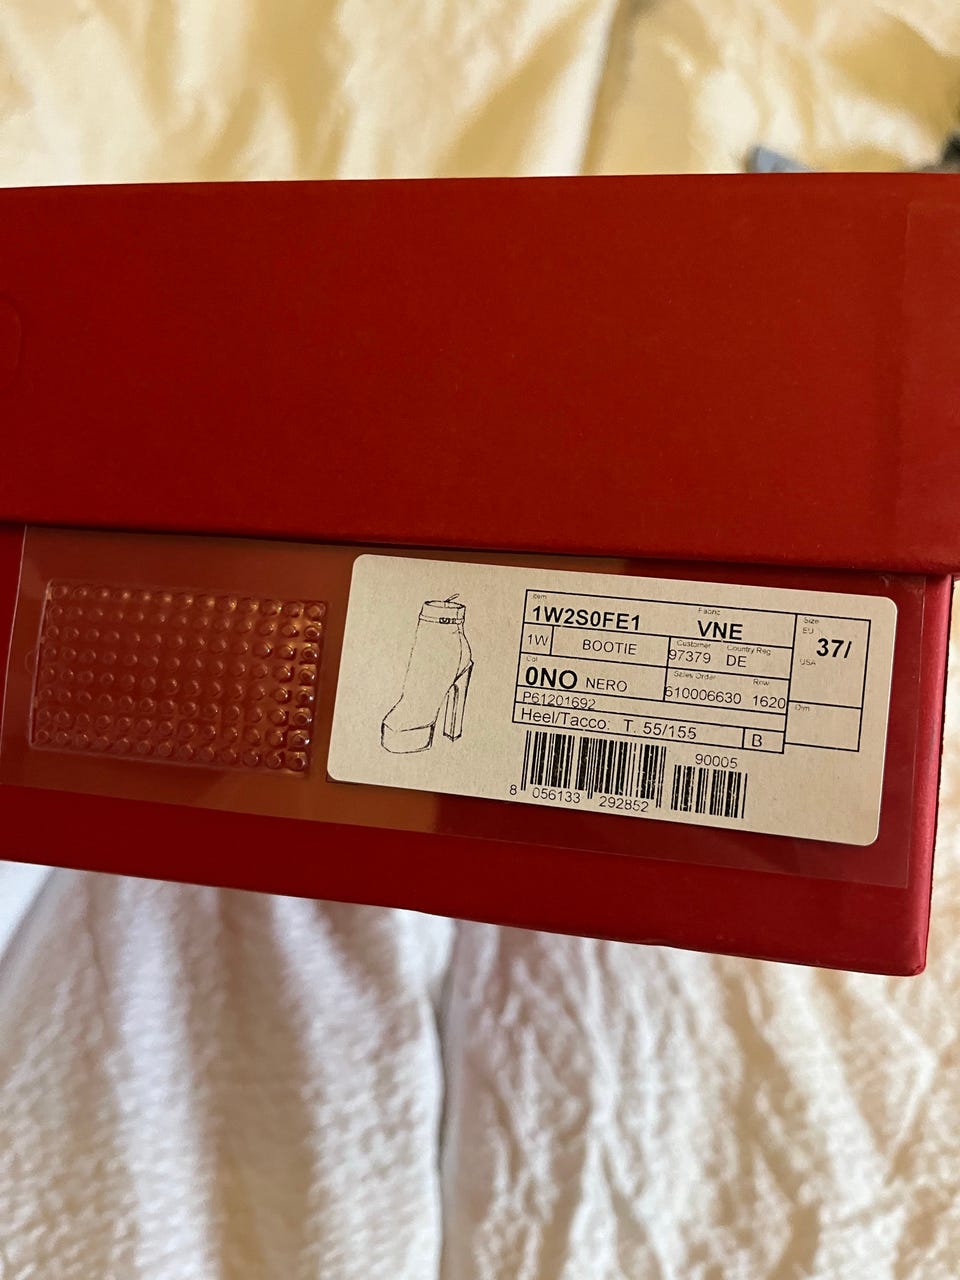 Item Fabric Size
1W2S0FE1 VNE EU 37/
1W BOOTIE Customer Country Reg USA
97379 DE
Col Sales Order Row
0NO NERO 610006630 1620 Dim
P61201692
Heel/Tacco: T. 55/155 B
90005
8 056133 292852